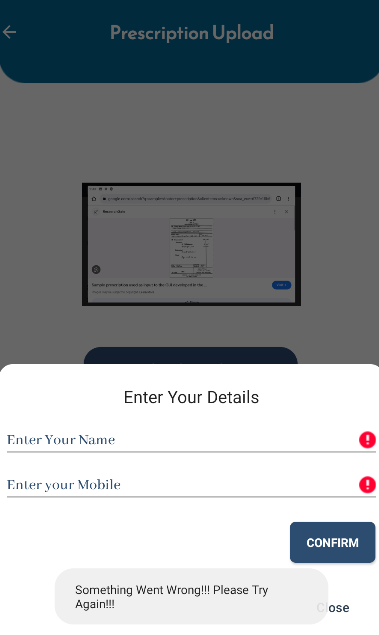 Prescription Upload
Enter Your Details
Enter Your Name
Enter your Mobile
CONFIRM
Something Went Wrong!!! Please Try
Again!!!
Close